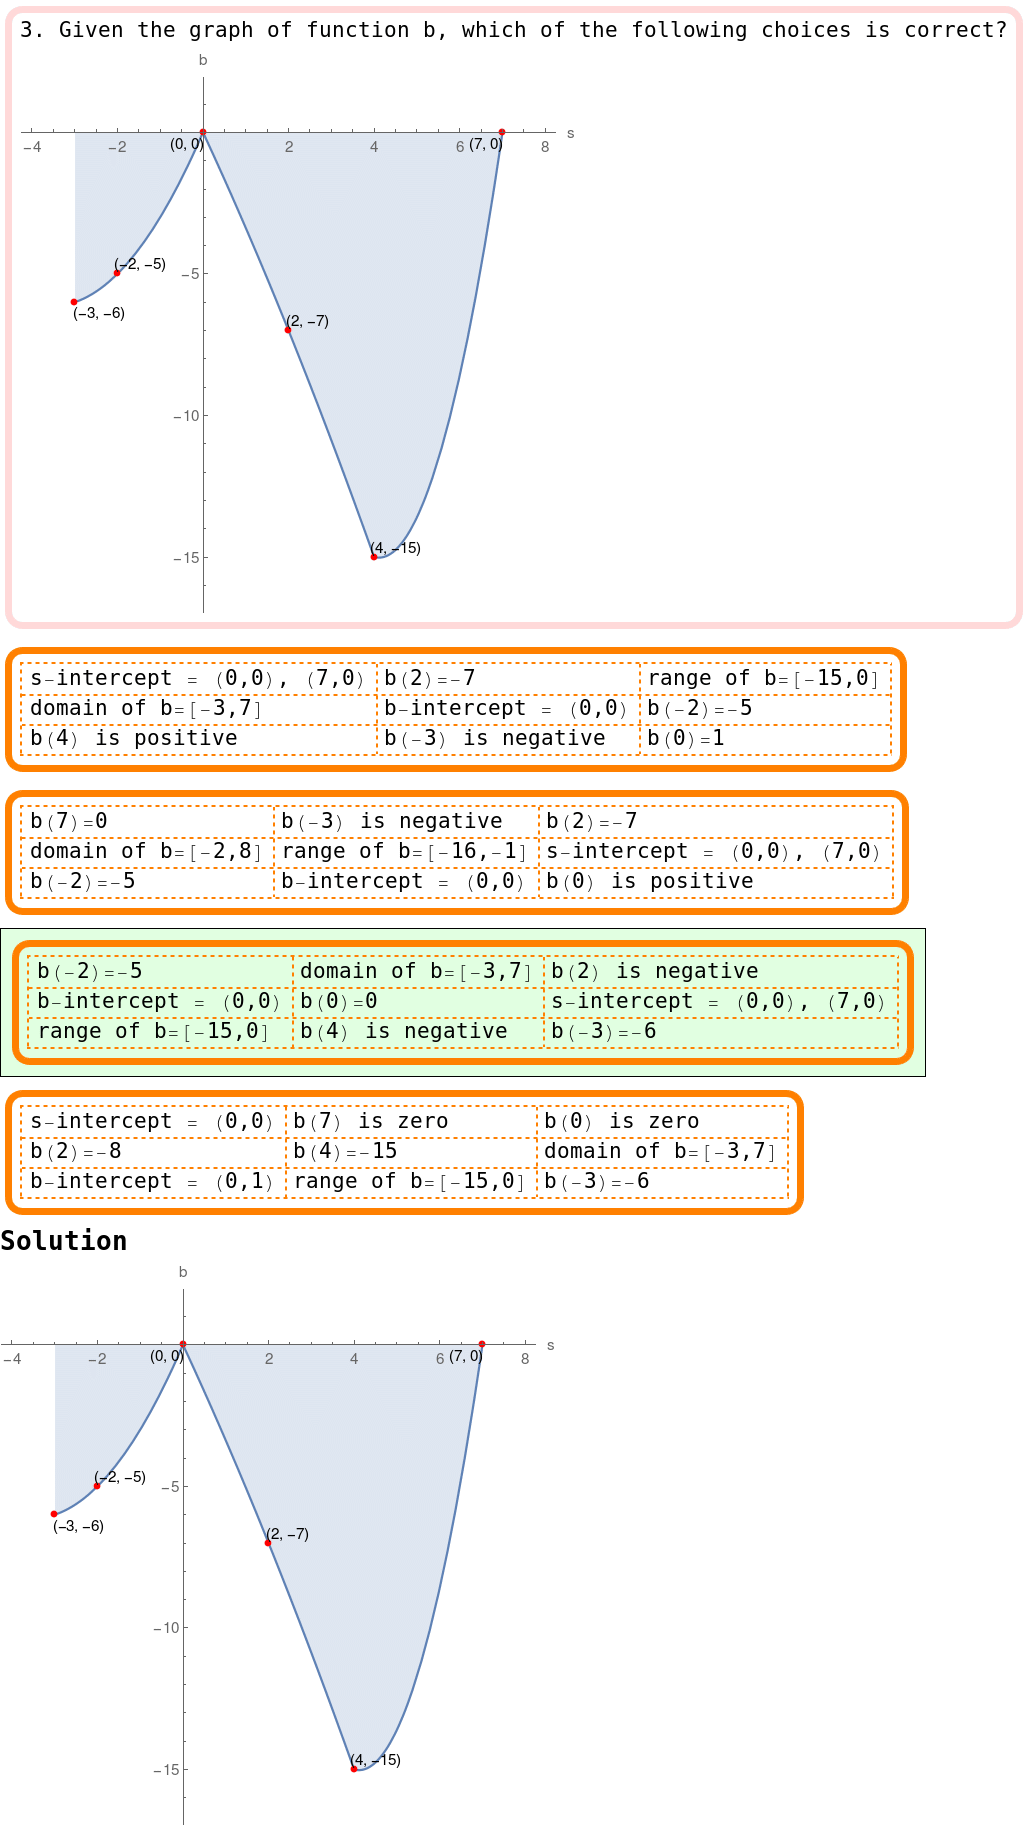 3. Given the graph of function b, which of the following choices is correct?
b
s
−4 −2 2 4 6 8
(0, 0) (7, 0)
(−2, −5)
−5
(−3, −6)
(2, −7)
−10
(4, −15)
−15
s-intercept = (0,0), (7,0) b(2)=-7 range of b=[-15,0]
domain of b=[-3,7] b-intercept = (0,0) b(-2)=-5
b(4) is positive b(-3) is negative b(0)=1
b(7)=0 b(-3) is negative b(2)=-7
domain of b=[-2,8] range of b=[-16,-1] s-intercept = (0,0), (7,0)
b(-2)=-5 b-intercept = (0,0) b(0) is positive
b(-2)=-5 domain of b=[-3,7] b(2) is negative
b-intercept = (0,0) b(0)=0 s-intercept = (0,0), (7,0)
range of b=[-15,0] b(4) is negative b(-3)=-6
s-intercept = (0,0) b(7) is zero b(0) is zero
b(2)=-8 b(4)=-15 domain of b=[-3,7]
b-intercept = (0,1) range of b=[-15,0] b(-3)=-6
Solution
b
s
−4 −2 2 4 6 8
(0, 0) (7, 0)
(−2, −5)
−5
(−3, −6)
(2, −7)
−10
(4, −15)
−15